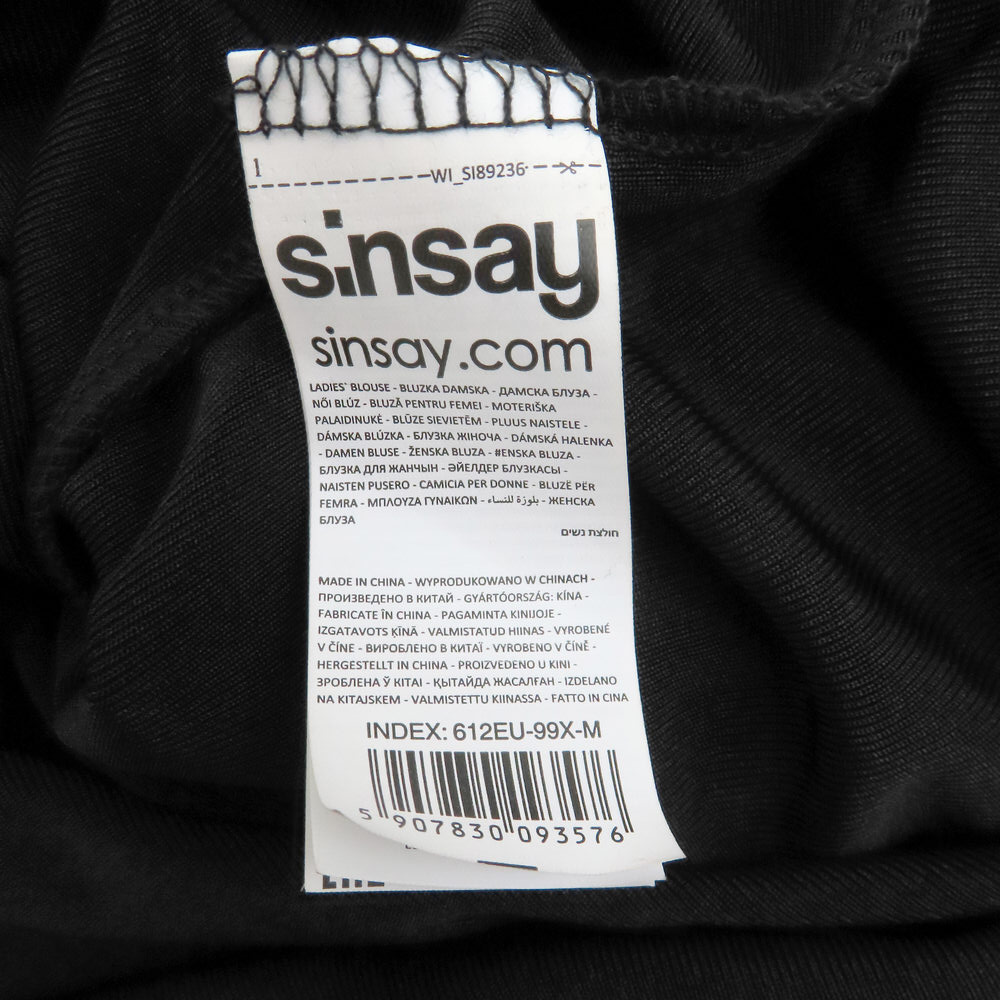 1
WI_SI89236
sinsay
sinsay.com
LADIES' BLOUSE - BLUZKA DAMSKA - ДАМСКА БЛУЗА -
NŐI BLÚZ - BLUZĂ PENTRU FEMEI - MOTERIŠKA
PALAIDINUKĖ - BLŪZE SIEVIETĒM - PLUUS NAISTELE -
DÁMSKA BLÚZKA - БЛУЗКА ЖІНОЧА - DÁMSKÁ HALENKA
- DAMEN BLUSE - ŽENSKA BLUZA - #ENSKA BLUZA -
БЛУЗКА ДЛЯ ЖАНЧЫН - ӘЙЕЛДЕР БЛУЗКАСЫ -
NAISTEN PUSERO - CAMICIA PER DONNE - BLUZË PËR
FEMRA - ΜΠΛΟΥΖΑ ΓΥΝΑΙΚΩΝ - بلوزة للنساء - ЖЕНСКА
БЛУЗА
חולצת נשים
MADE IN CHINA - WYPRODUKOWANO W CHINACH -
ПРОИЗВЕДЕНО В КИТАЙ - GYÁRTÓORSZÁG: KÍNA -
FABRICATE ÎN CHINA - PAGAMINTA KINIJOJE -
IZGATAVOTS ĶĪNĀ - VALMISTATUD HIINAS - VYROBENÉ
V ČÍNE - ВИРОБЛЕНО В КИТАЇ - VYROBENO V ČÍNĚ -
HERGESTELLT IN CHINA - PROIZVEDENO U KINI -
ЗРОБЛЕНА Ў КІТАІ - ҚЫТАЙДА ЖАСАЛҒАН - IZDELANO
NA KITAJSKEM - VALMISTETTU KIINASSA - FATTO IN CINA
INDEX: 612EU-99X-M
5 907830 093576